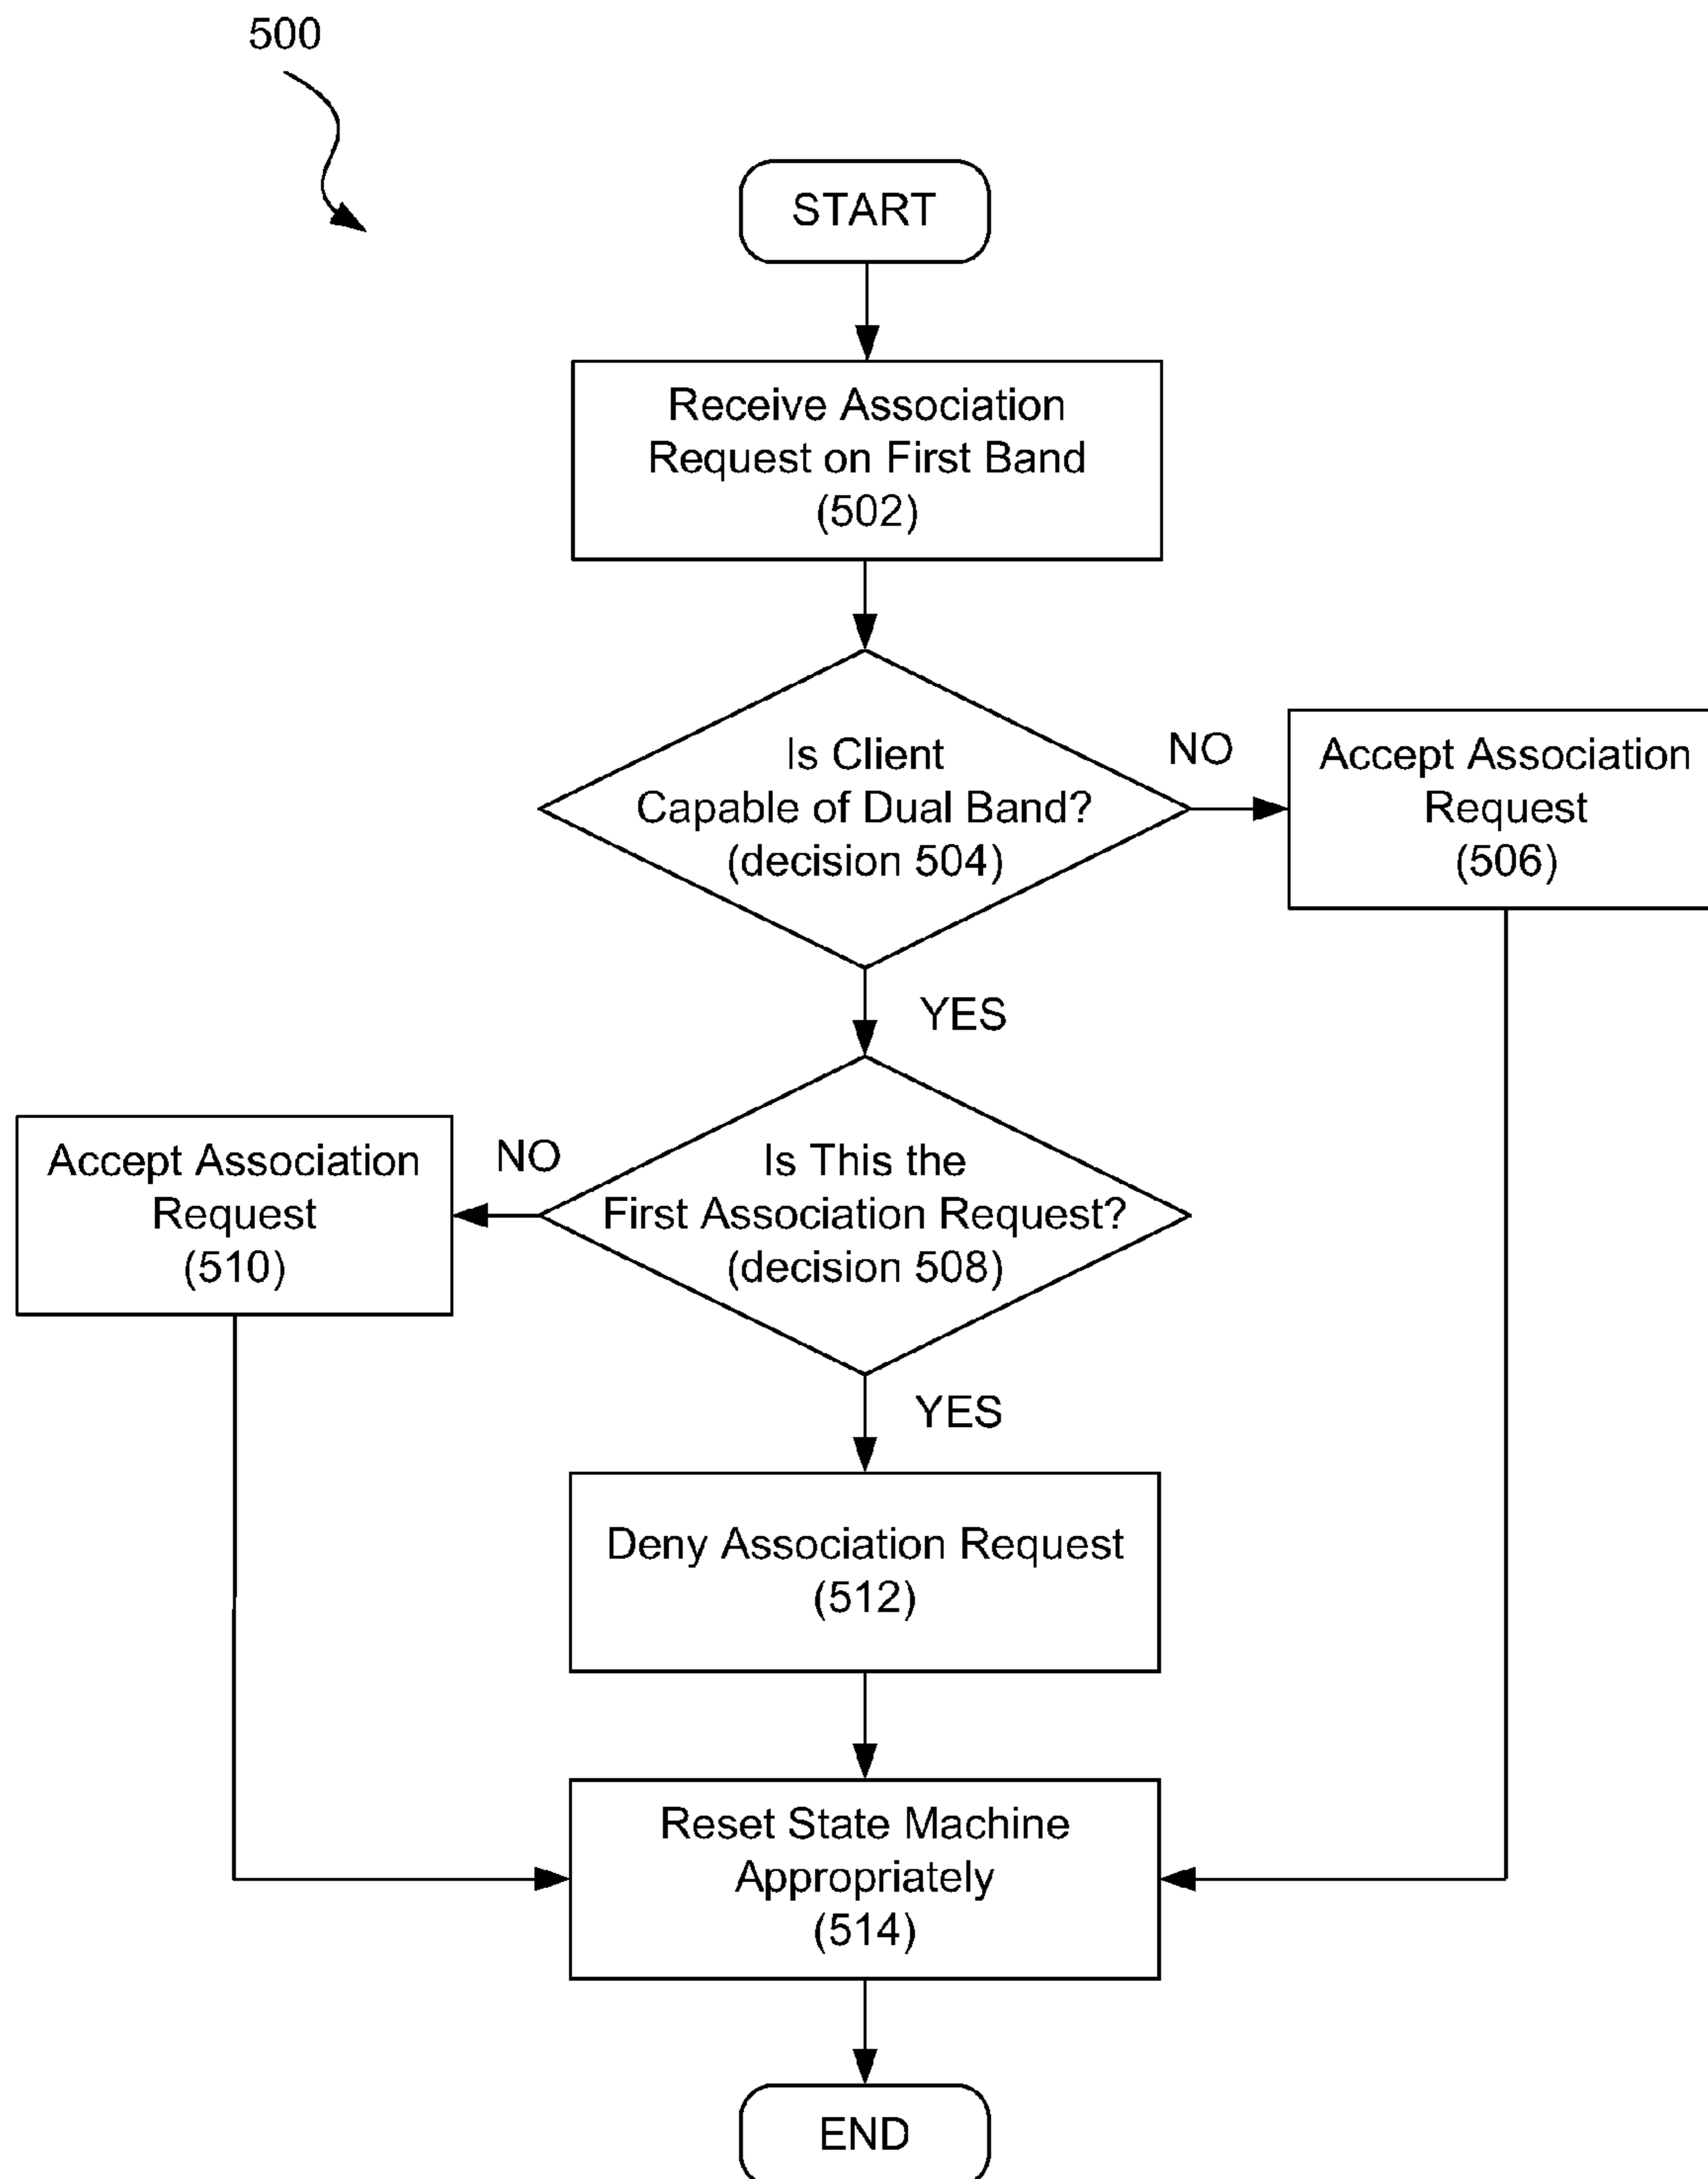 500
START
Receive Association
Request on First Band
(502)
Is Client
Capable of Dual Band?
(decision 504)
NO
Accept Association
Request
(506)
YES
Is This the
First Association Request?
(decision 508)
NO
Accept Association
Request
(510)
YES
Deny Association Request
(512)
Reset State Machine
Appropriately
(514)
END